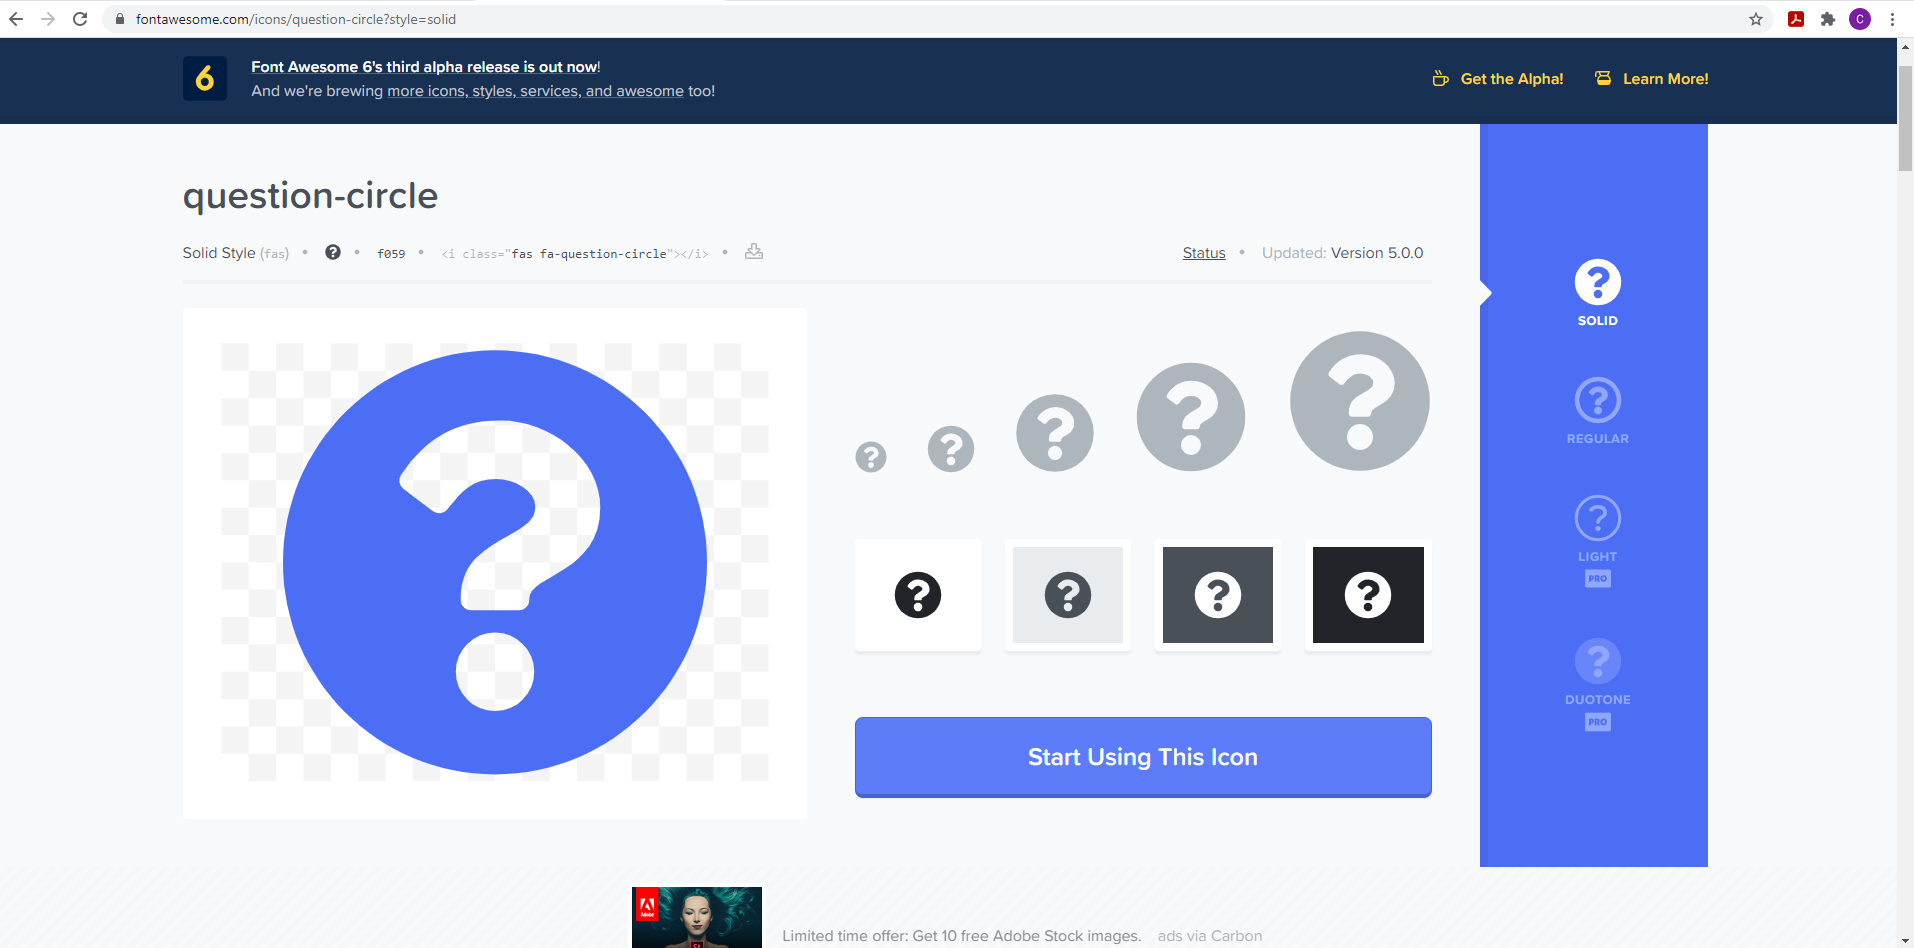 fontawesome.com/icons/question-circle?style=solid
C
6
Font Awesome 6's third alpha release is out now!
And we're brewing more icons, styles, services, and awesome too!
Get the Alpha!
Learn More!
question-circle
Solid Style (fas) • ? • f059 • <i class="fas fa-question-circle"></i> •
Status • Updated: Version 5.0.0
?
? ? ? ? ?
? ? ? ?
Start Using This Icon
?
SOLID
?
REGULAR
?
LIGHT
PRO
?
DUOTONE
PRO
Adobe
St
Limited time offer: Get 10 free Adobe Stock images.
ads via Carbon